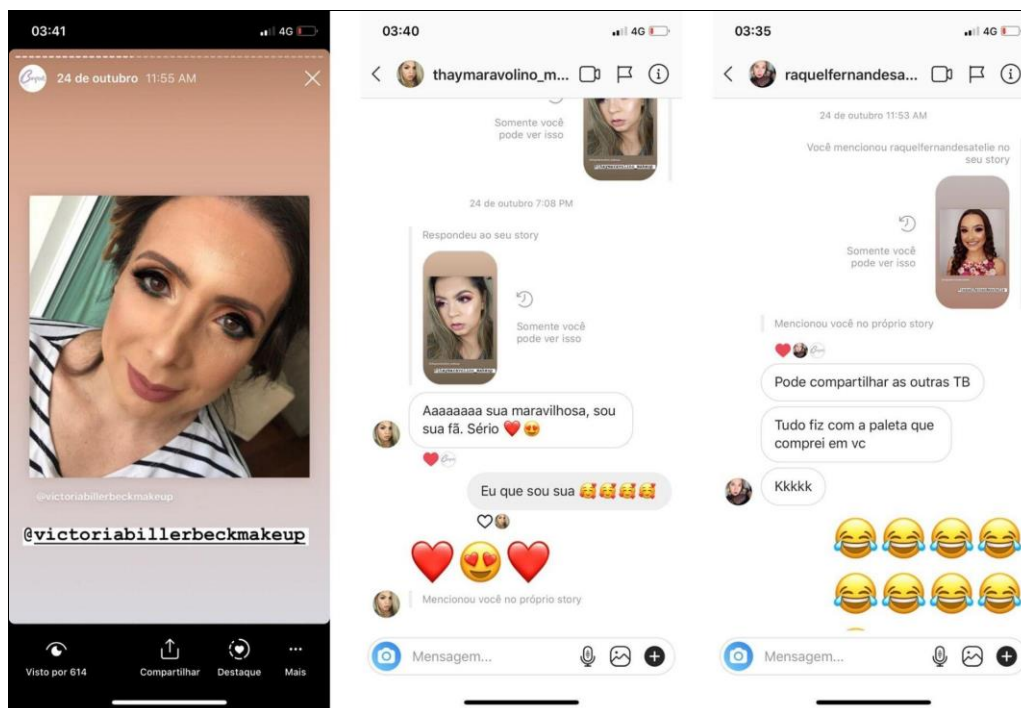 03:41
4G
24 de outubro 11:55 AM
@victoriabillerbeckmakeup
@victoriabillerbeckmakeup
Visto por 614
Compartilhar
Destaque
Mais
03:40
4G
thaymaravolino_m...
Somente você
pode ver isso
24 de outubro 7:08 PM
Respondeu ao seu story
Somente você
pode ver isso
Aaaaaaaa sua maravilhosa, sou
sua fã. Sério ❤️😍
Eu que sou sua 🥰🥰🥰🥰
Mencionou você no próprio story
Mensagem...
03:35
4G
raquelfernandesa...
24 de outubro 11:53 AM
Você mencionou raquelfernandesatelie no
seu story
Somente você
pode ver isso
Mencionou você no próprio story
Pode compartilhar as outras TB
Tudo fiz com a paleta que
comprei em vc
Kkkkk
Mensagem...